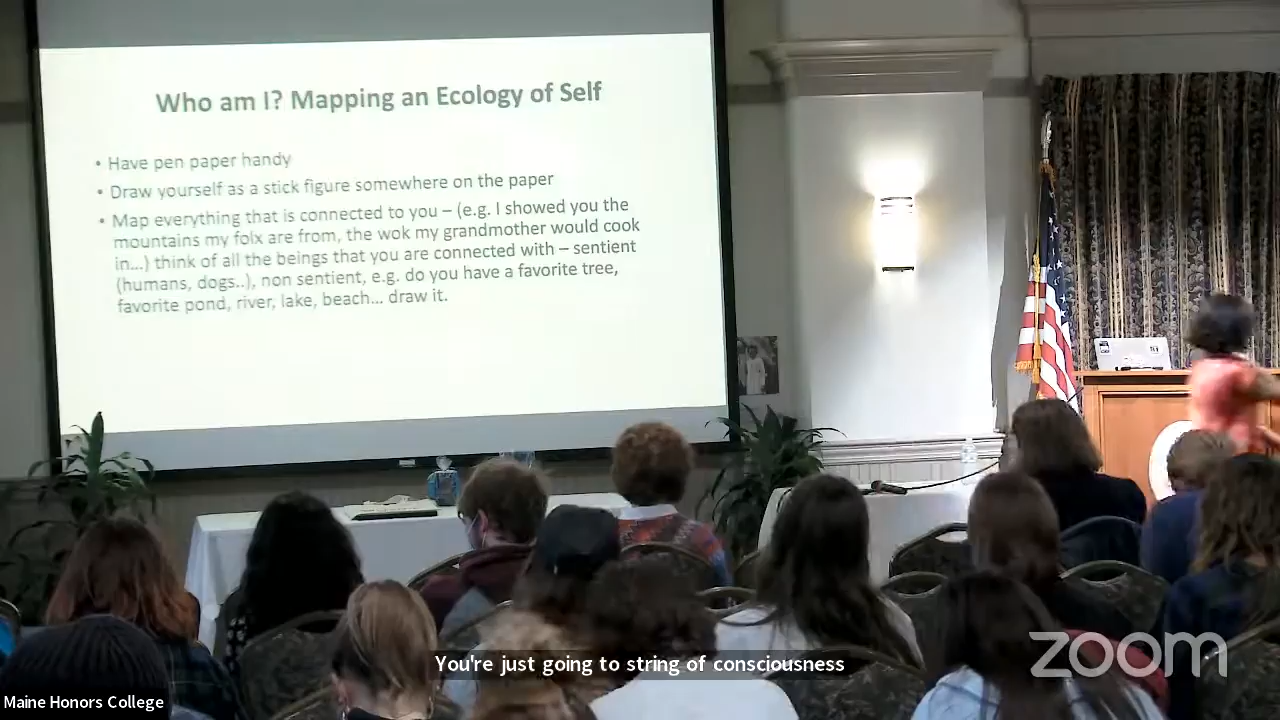 Who am I? Mapping an Ecology of Self
• Have pen paper handy
• Draw yourself as a stick figure somewhere on the paper
• Map everything that is connected to you – (e.g. I showed you the
mountains my folx are from, the wok my grandmother would cook
in...) think of all the beings that you are connected with – sentient
(humans, dogs..), non sentient, e.g. do you have a favorite tree,
favorite pond, river, lake, beach... draw it.
You're just going to string of consciousness
zoom
Maine Honors College